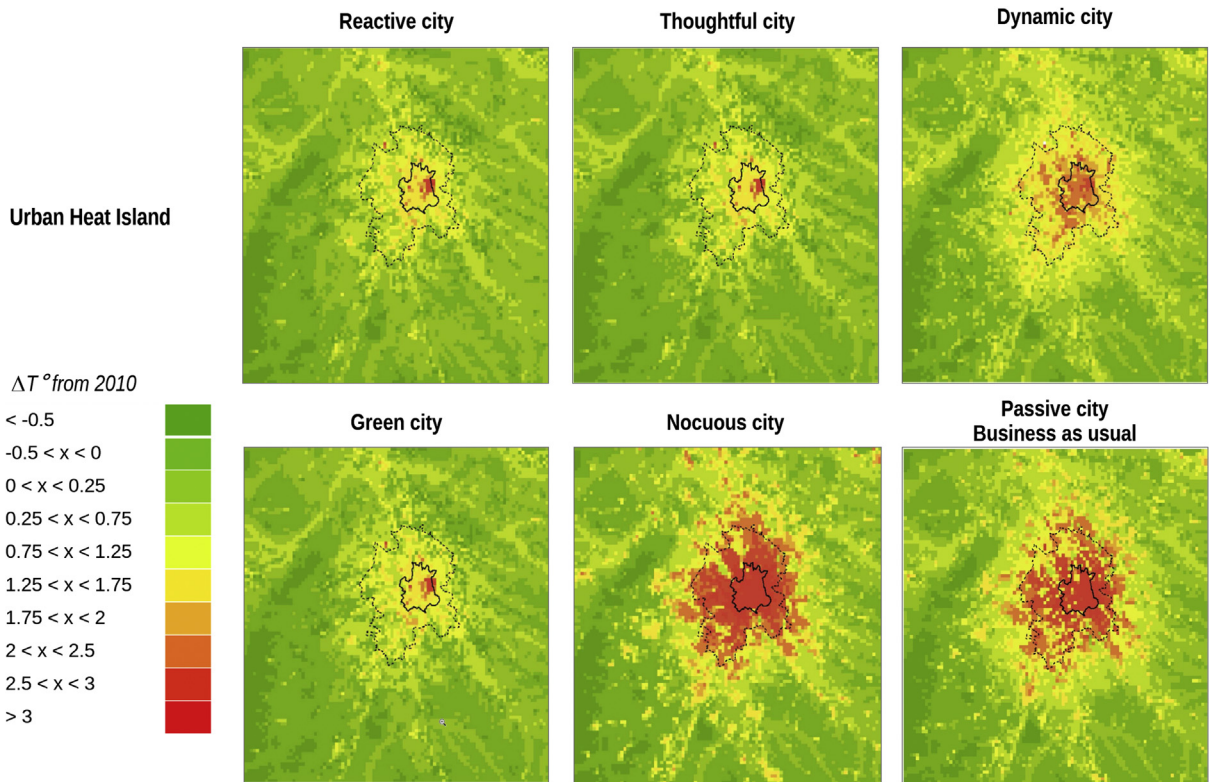 Reactive city
Thoughtful city
Dynamic city
Urban Heat Island
ΔT° from 2010
< -0.5
-0.5 < x < 0
0 < x < 0.25
0.25 < x < 0.75
0.75 < x < 1.25
1.25 < x < 1.75
1.75 < x < 2
2 < x < 2.5
2.5 < x < 3
> 3
Green city
Nocuous city
Passive city
Business as usual